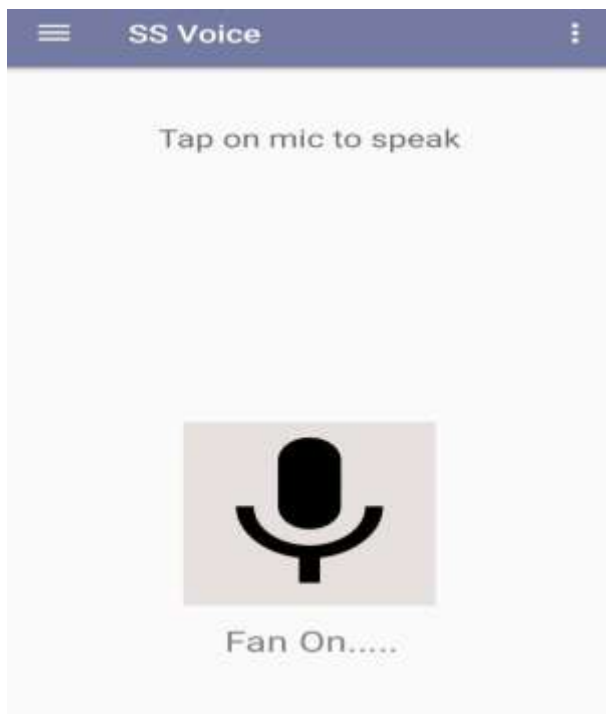 SS Voice
Tap on mic to speak
Fan On.....